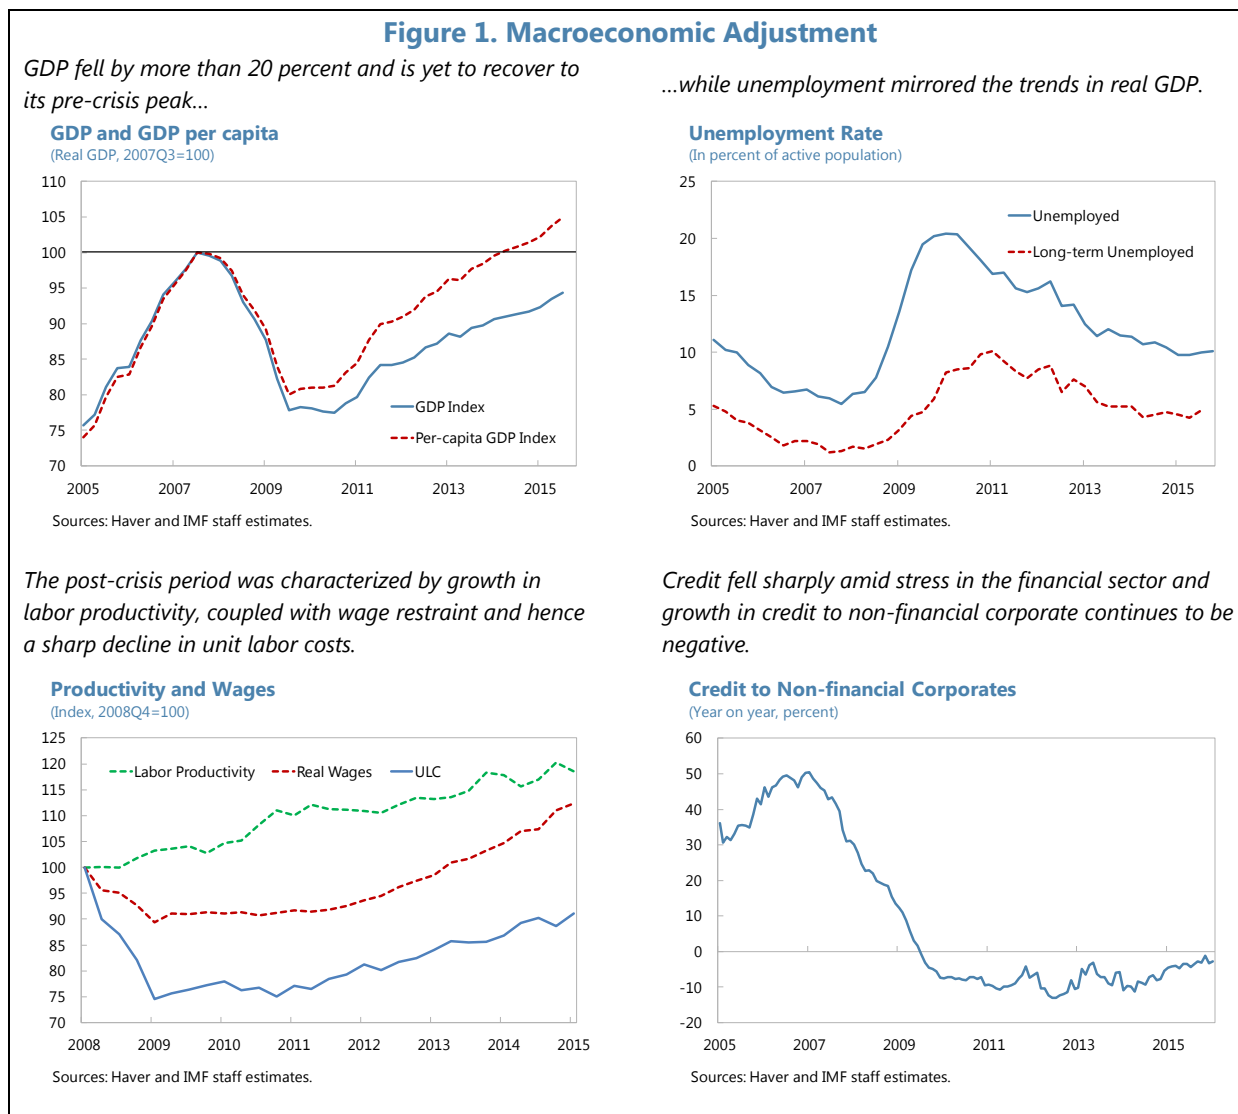 Figure 1. Macroeconomic Adjustment
GDP fell by more than 20 percent and is yet to recover to
its pre-crisis peak...
GDP and GDP per capita
(Real GDP, 2007Q3=100)
110
105
100
95
90
85
80
75
70
GDP Index
Per-capita GDP Index
2005 2007 2009 2011 2013 2015
Sources: Haver and IMF staff estimates.
...while unemployment mirrored the trends in real GDP.
Unemployment Rate
(In percent of active population)
25
20
15
10
5
0
Unemployed
Long-term Unemployed
2005 2007 2009 2011 2013 2015
Sources: Haver and IMF staff estimates.
The post-crisis period was characterized by growth in
labor productivity, coupled with wage restraint and hence
a sharp decline in unit labor costs.
Productivity and Wages
(Index, 2008Q4=100)
125
120
115
110
105
100
95
90
85
80
75
70
Labor Productivity Real Wages ULC
2008 2009 2010 2011 2012 2013 2014 2015
Sources: Haver and IMF staff estimates.
Credit fell sharply amid stress in the financial sector and
growth in credit to non-financial corporate continues to be
negative.
Credit to Non-financial Corporates
(Year on year, percent)
60
50
40
30
20
10
0
-10
-20
2005 2007 2009 2011 2013 2015
Sources: Haver and IMF staff estimates.